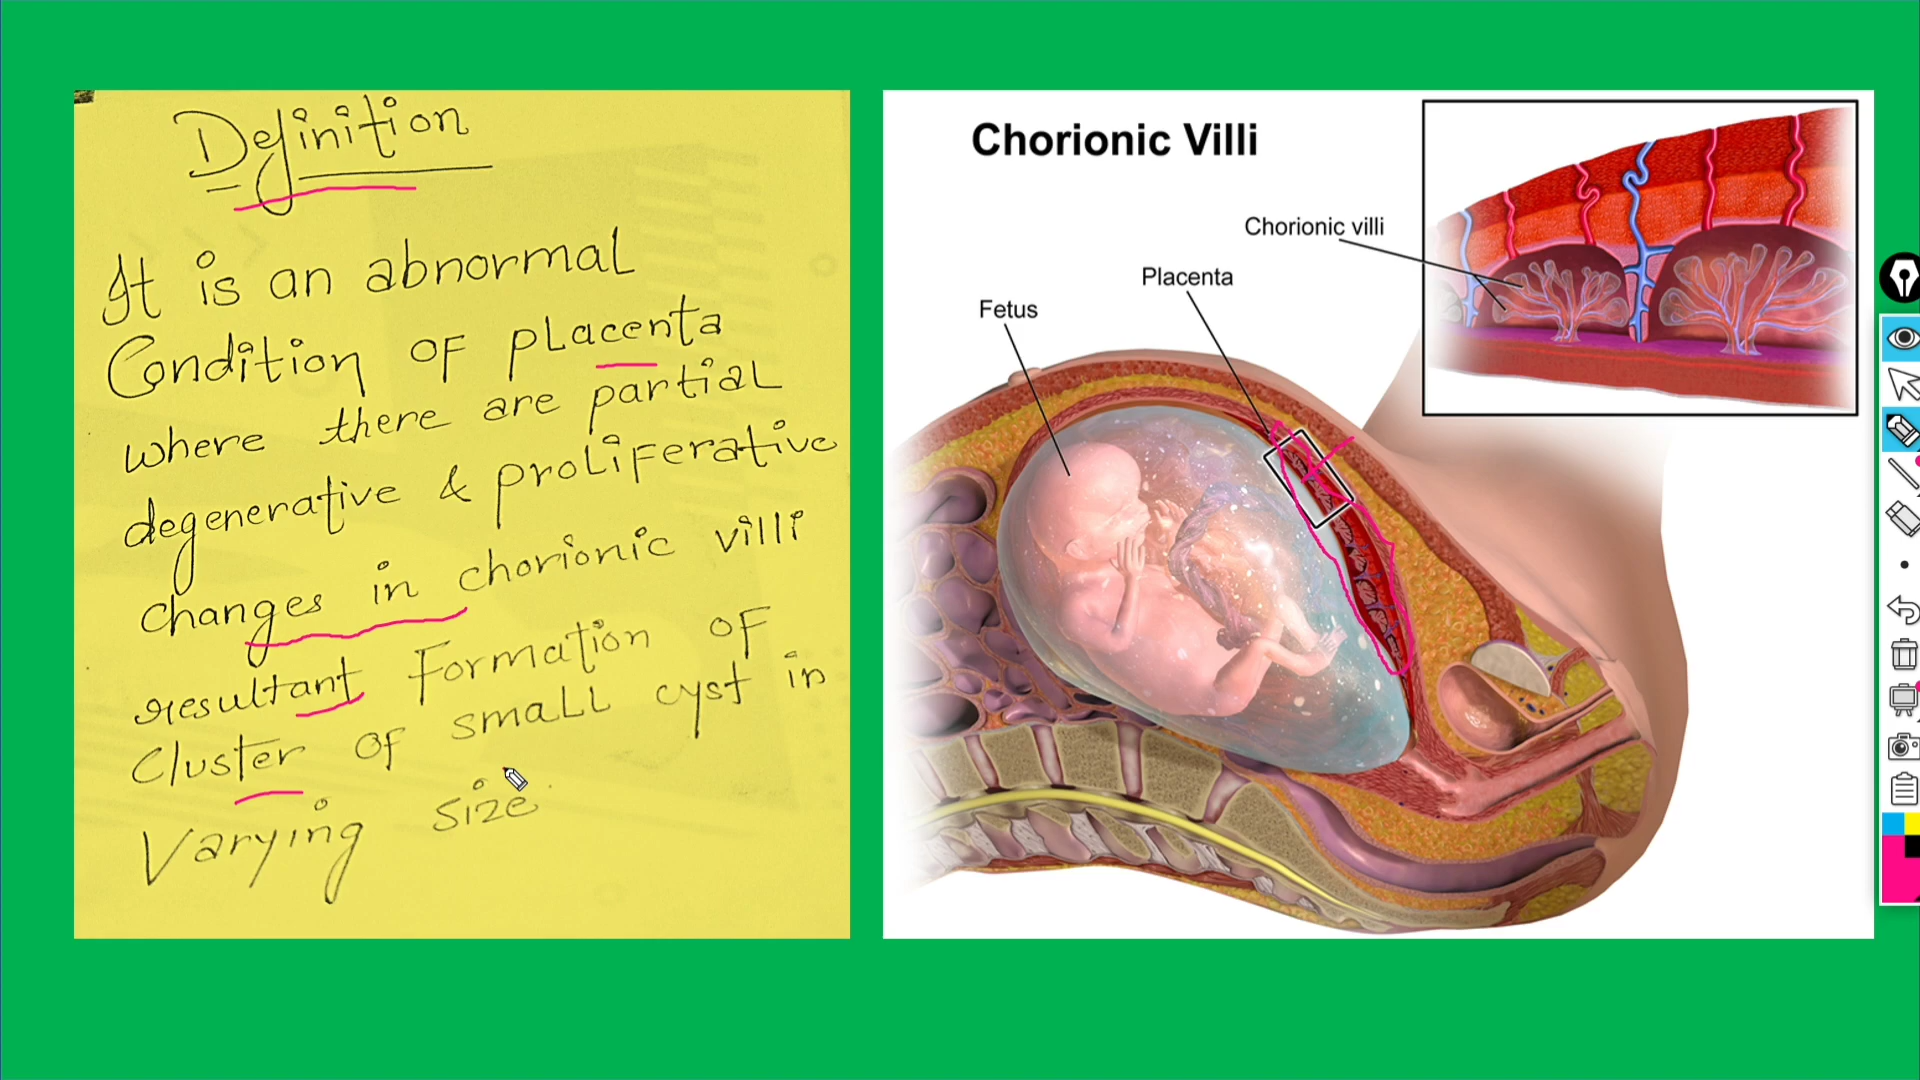 Definition
It is an abnormal
Condition OF placenta
where there are partial
degenerative & proliferative
changes in chorionic villi
resultant Formation OF
Cluster OF small cyst in
Varying size
Chorionic Villi
Chorionic villi
Placenta
Fetus